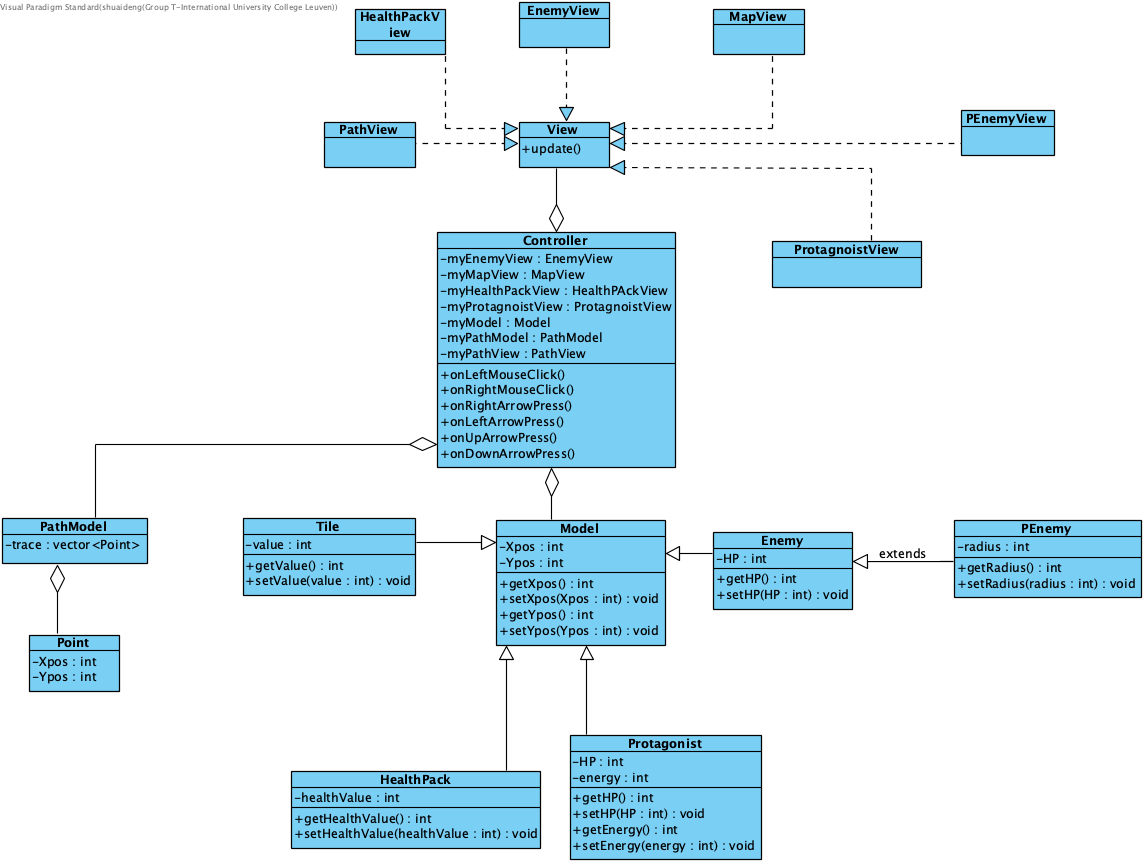 Visual Paradigm Standard(shuaideng(Group T-International University College Leuven))
HealthPackV
iew
EnemyView
MapView
PathView
View
+update()
PEnemyView
ProtagnoistView
Controller
-myEnemyView : EnemyView
-myMapView : MapView
-myHealthPackView : HealthPAckView
-myProtagnoistView : ProtagnoistView
-myModel : Model
-myPathModel : PathModel
-myPathView : PathView
+onLeftMouseClick()
+onRightMouseClick()
+onRightArrowPress()
+onLeftArrowPress()
+onUpArrowPress()
+onDownArrowPress()
PathModel
-trace : vector<Point>
Tile
-value : int
+getValue() : int
+setValue(value : int) : void
Model
-Xpos : int
-Ypos : int
+getXpos() : int
+setXpos(Xpos : int) : void
+getYpos() : int
+setYpos(Ypos : int) : void
Enemy
-HP : int
+getHP() : int
+setHP(HP : int) : void
extends
PEnemy
-radius : int
+getRadius() : int
+setRadius(radius : int) : void
Point
-Xpos : int
-Ypos : int
HealthPack
-healthValue : int
+getHealthValue() : int
+setHealthValue(healthValue : int) : void
Protagonist
-HP : int
-energy : int
+getHP() : int
+setHP(HP : int) : void
+getEnergy() : int
+setEnergy(energy : int) : void